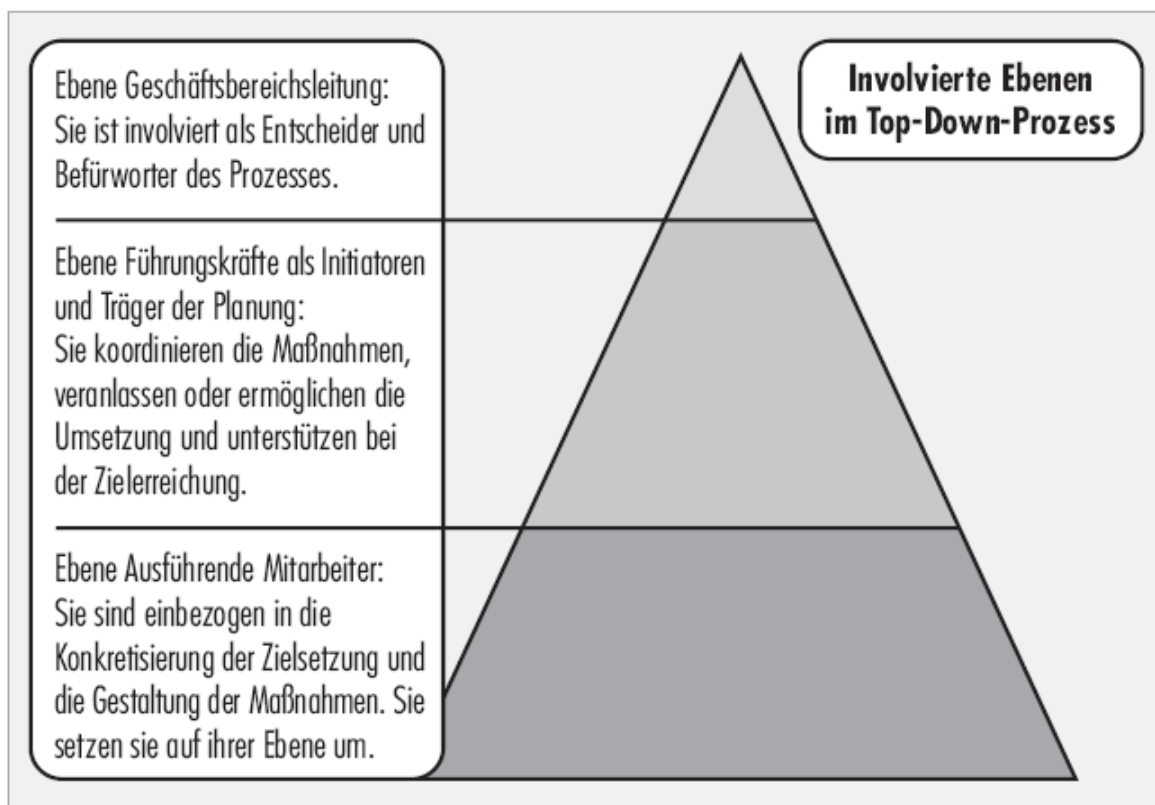 Involvierte Ebenen
im Top-Down-Prozess
Ebene Geschäftsbereichsleitung:
Sie ist involviert als Entscheider und
Befürworter des Prozesses.
Ebene Führungskräfte als Initiatoren
und Träger der Planung:
Sie koordinieren die Maßnahmen,
veranlassen oder ermöglichen die
Umsetzung und unterstützen bei
der Zielerreichung.
Ebene Ausführende Mitarbeiter:
Sie sind einbezogen in die
Konkretisierung der Zielsetzung und
die Gestaltung der Maßnahmen. Sie
setzen sie auf ihrer Ebene um.